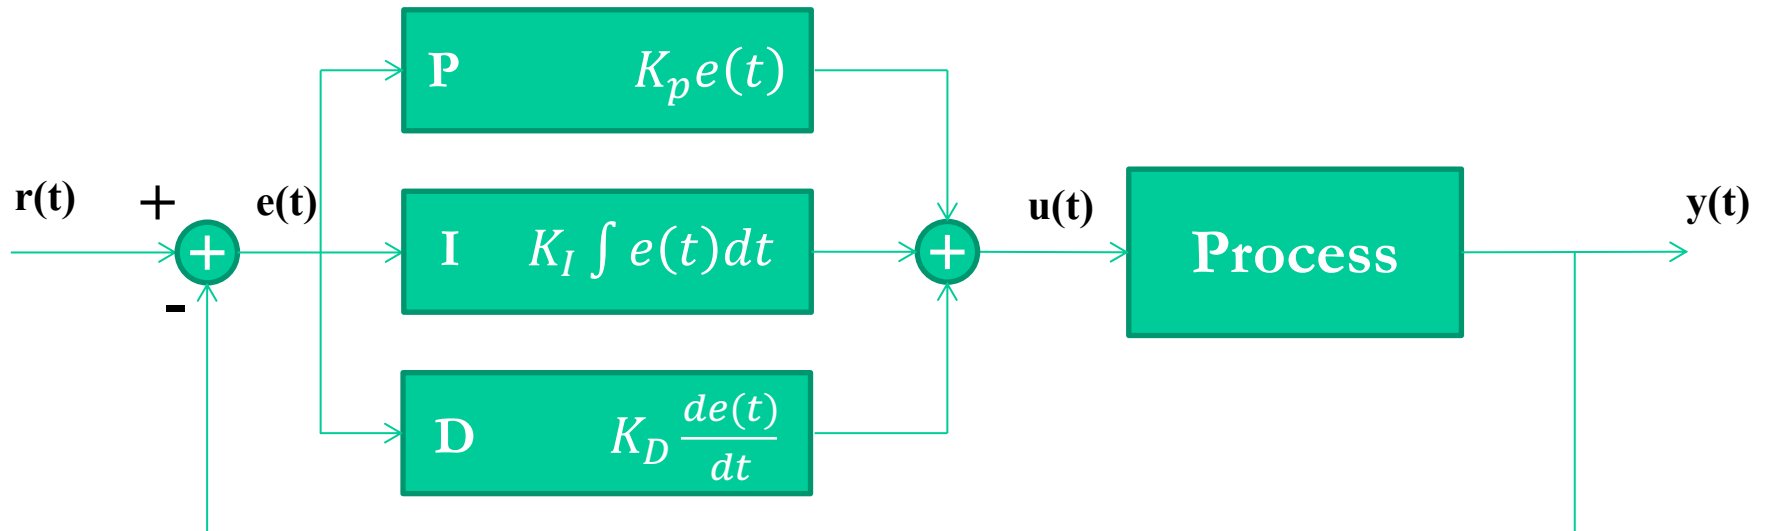 r(t)
+
-
+
e(t)
P K_p e(t)
I K_I ∫ e(t)dt
D K_D de(t)/dt
+
u(t)
Process
y(t)